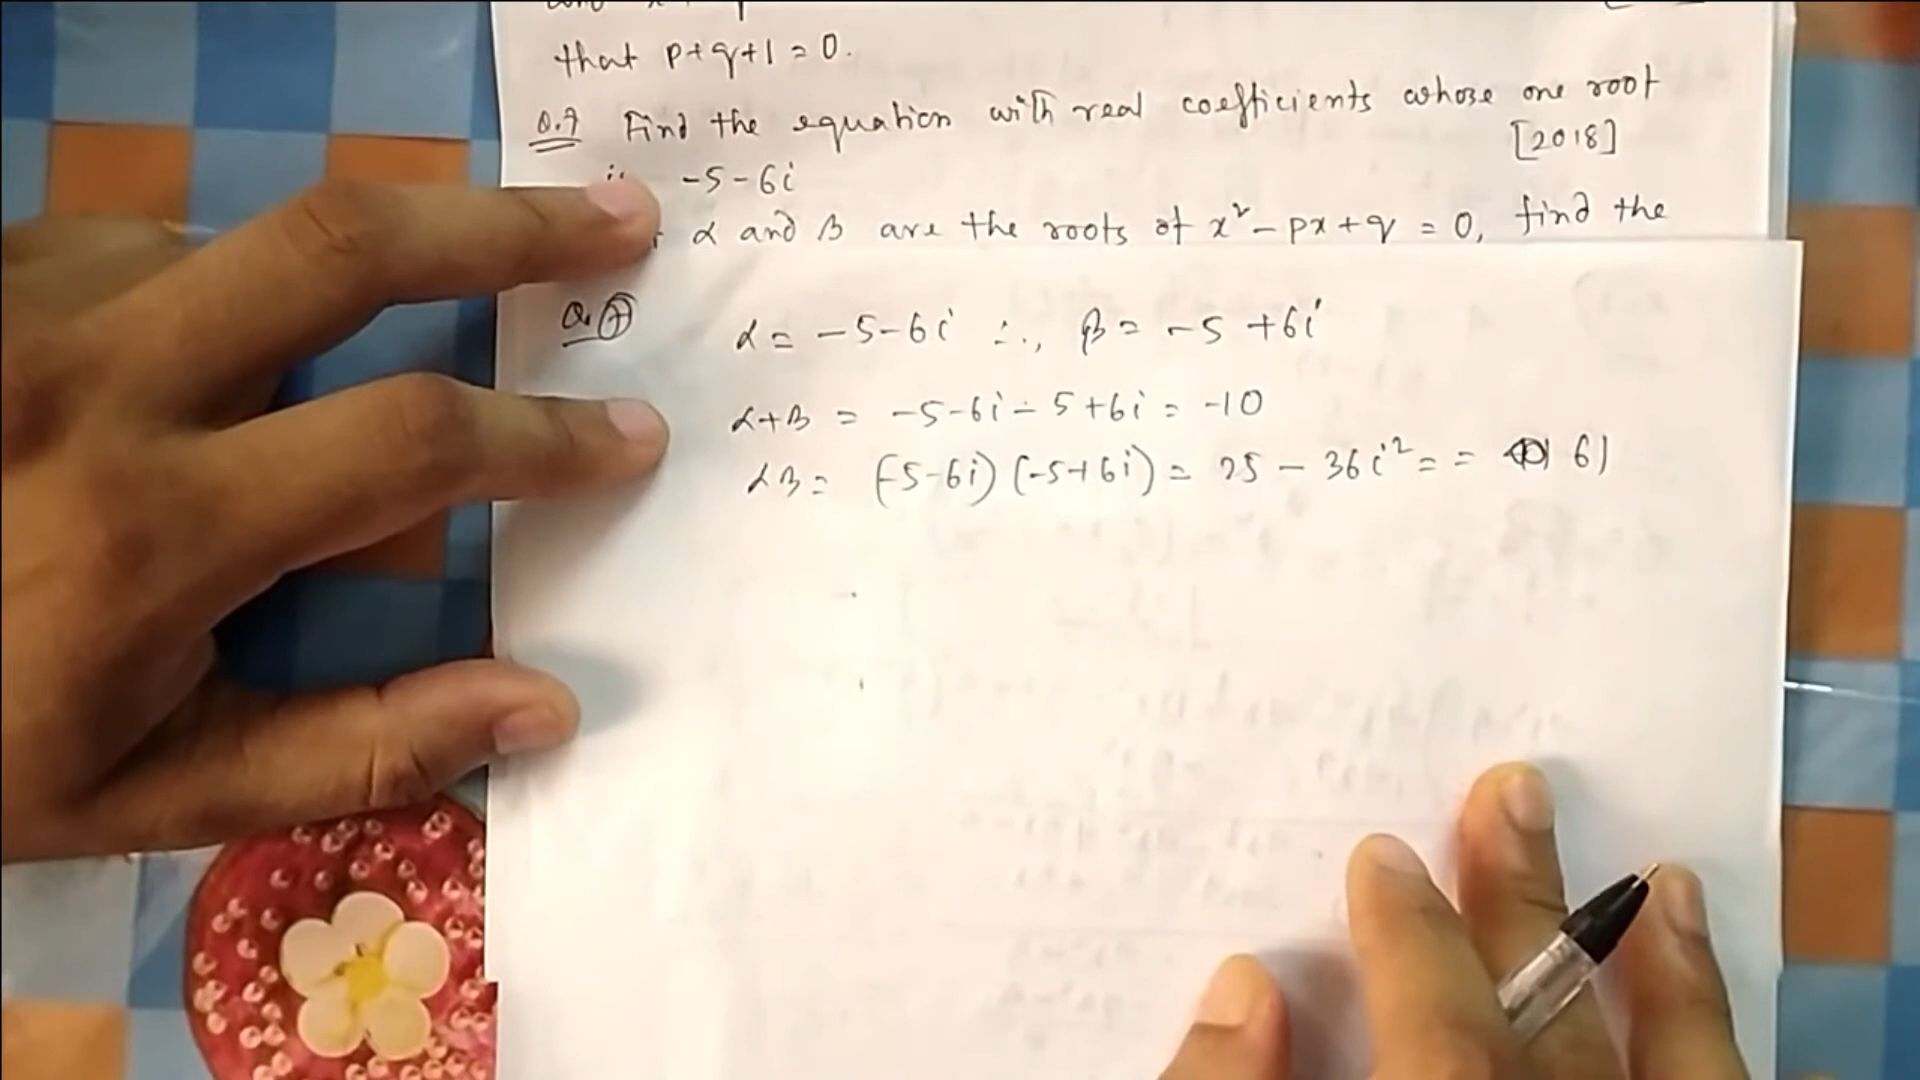 that p+q+1=0.
Q.7 Find the equation with real coefficients whose one root
[2018]
-5-6i
α and β are the roots of x²-px+q=0, find the
Q.7
α = -5-6i ∴, β = -5+6i
α+β = -5-6i-5+6i = -10
αβ = (-5-6i)(-5+6i) = 25-36i² = = 61